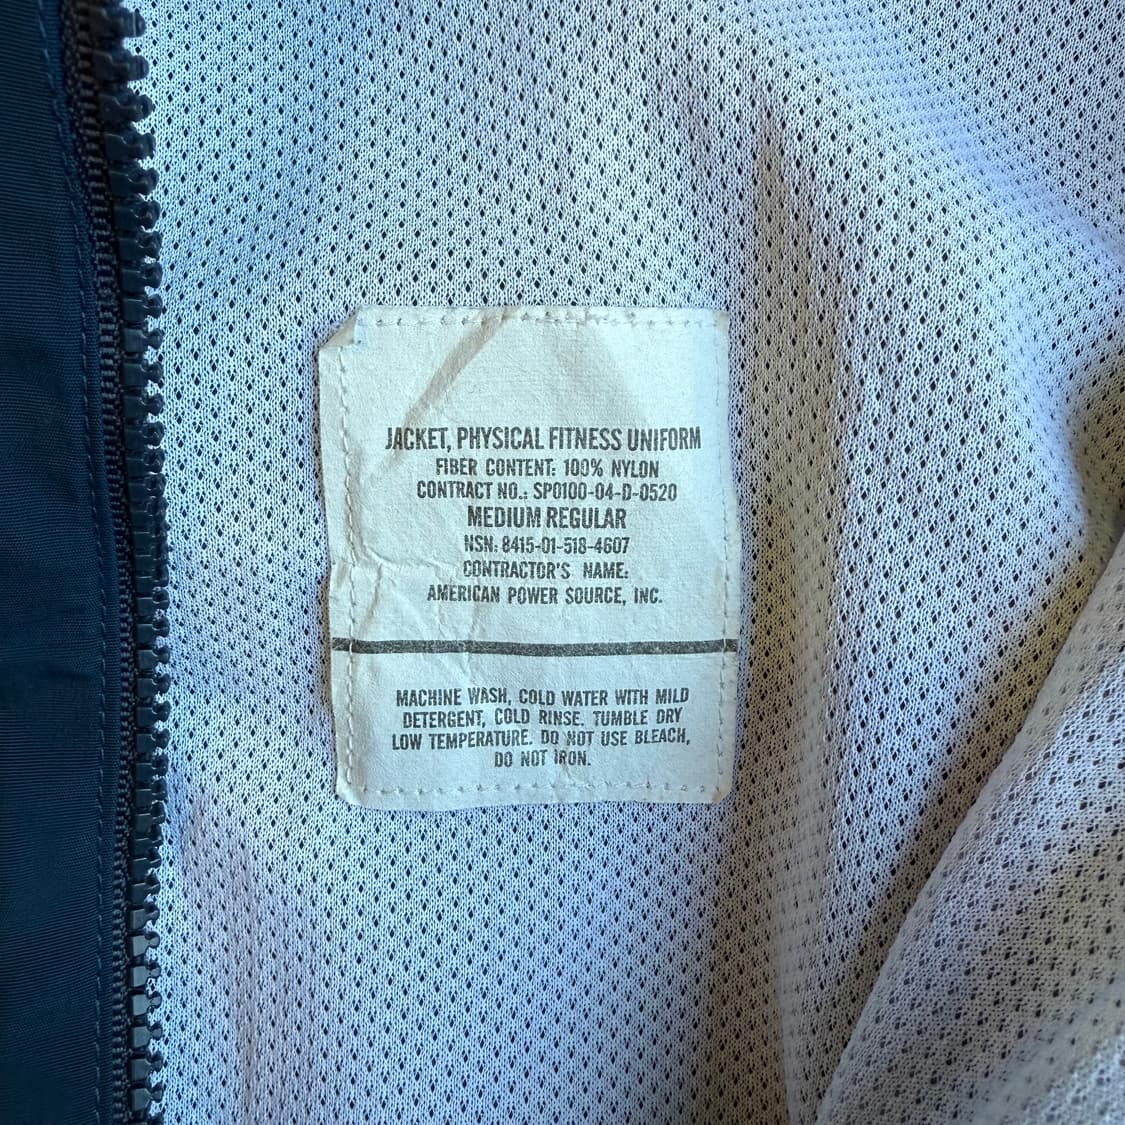 JACKET, PHYSICAL FITNESS UNIFORM
FIBER CONTENT: 100% NYLON
CONTRACT NO.: SPO100-04-D-0520
MEDIUM REGULAR
NSN: 8415-01-518-4607
CONTRACTOR'S NAME:
AMERICAN POWER SOURCE, INC.
MACHINE WASH, COLD WATER WITH MILD
DETERGENT, COLD RINSE. TUMBLE DRY
LOW TEMPERATURE. DO NOT USE BLEACH,
DO NOT IRON.